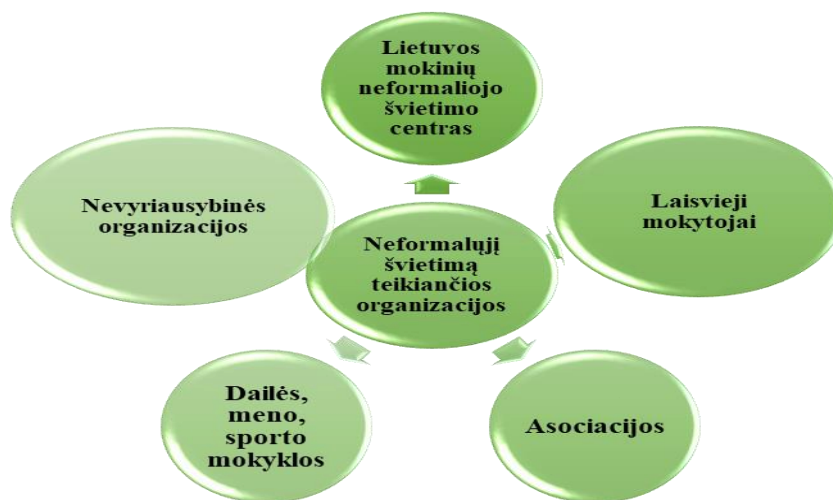 Lietuvos
mokinių
neformaliojo
švietimo
centras
Nevyriausybinės
organizacijos
Laisvieji
mokytojai
Neformalųjį
švietimą
teikiančios
organizacijos
Dailės,
meno,
sporto
mokyklos
Asociacijos